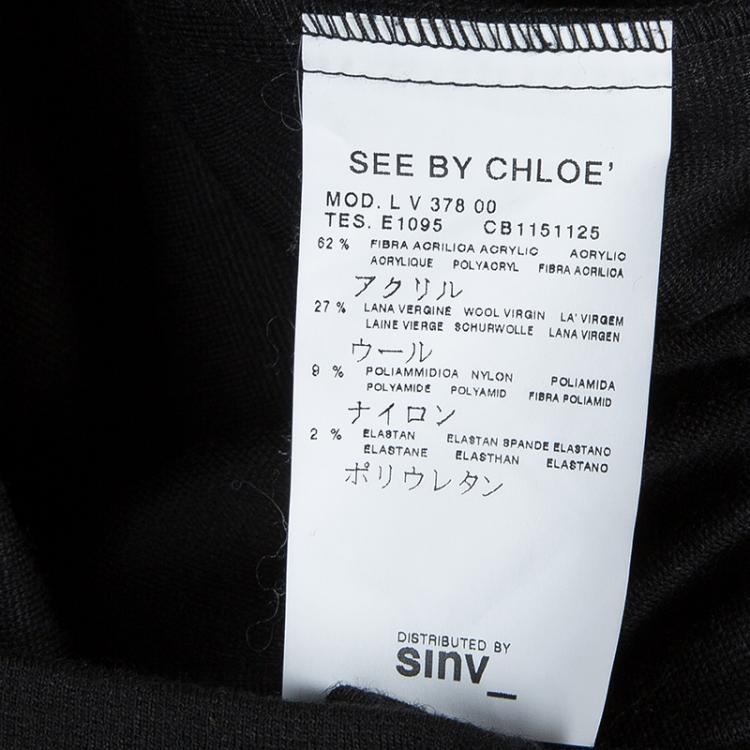 SEE BY CHLOE'
MOD. L V 378 00
TES. E1095 CB1151125
62 % FIBRA ACRILICA ACRYLIC ACRYLIC
ACRYLIQUE POLYACRYL FIBRA ACRILICA
アクリル
27 % LANA VERGINE WOOL VIRGIN LA' VIRGEM
LAINE VIERGE SCHURWOLLE LANA VIRGEN
ウール
9 % POLIAMMIDICA NYLON POLIAMIDA
POLYAMIDE POLYAMID FIBRA POLIAMID
ナイロン
2 % ELASTAN ELASTAN SPANDE ELASTANO
ELASTANE ELASTHAN ELASTANO
ポリウレタン
DISTRIBUTED BY
sinv_